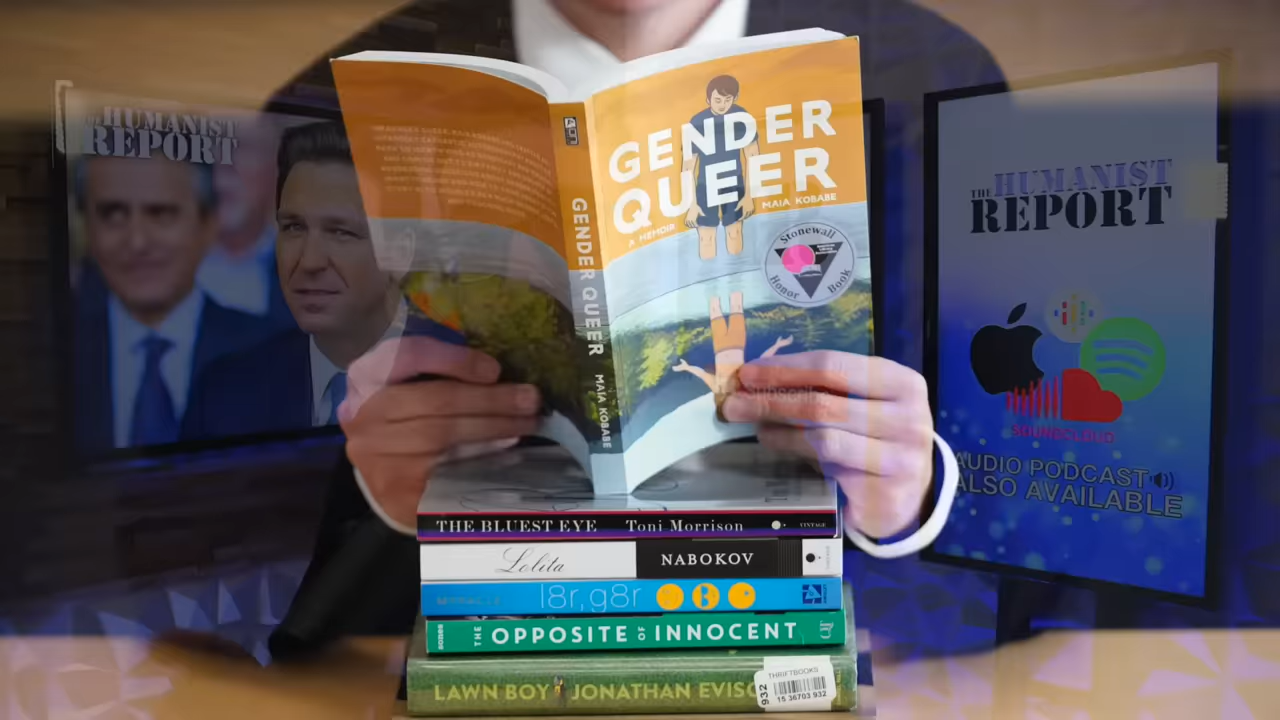 THE
HUMANIST
REPORT
GENDER
QUEER
MAIA KOBABE
A MEMOIR
Stonewall
Honor Book
GENDER QUEER MAIA KOBABE
THE
HUMANIST
REPORT
SOUNDCLOUD
AUDIO PODCAST
ALSO AVAILABLE
THE BLUEST EYE Toni Morrison VINTAGE
Lolita NABOKOV
l8r, g8r
sones THE OPPOSITE OF INNOCENT
LAWN BOY JONATHAN EVISO
THRIFTBOOKS
932
15 36703 932